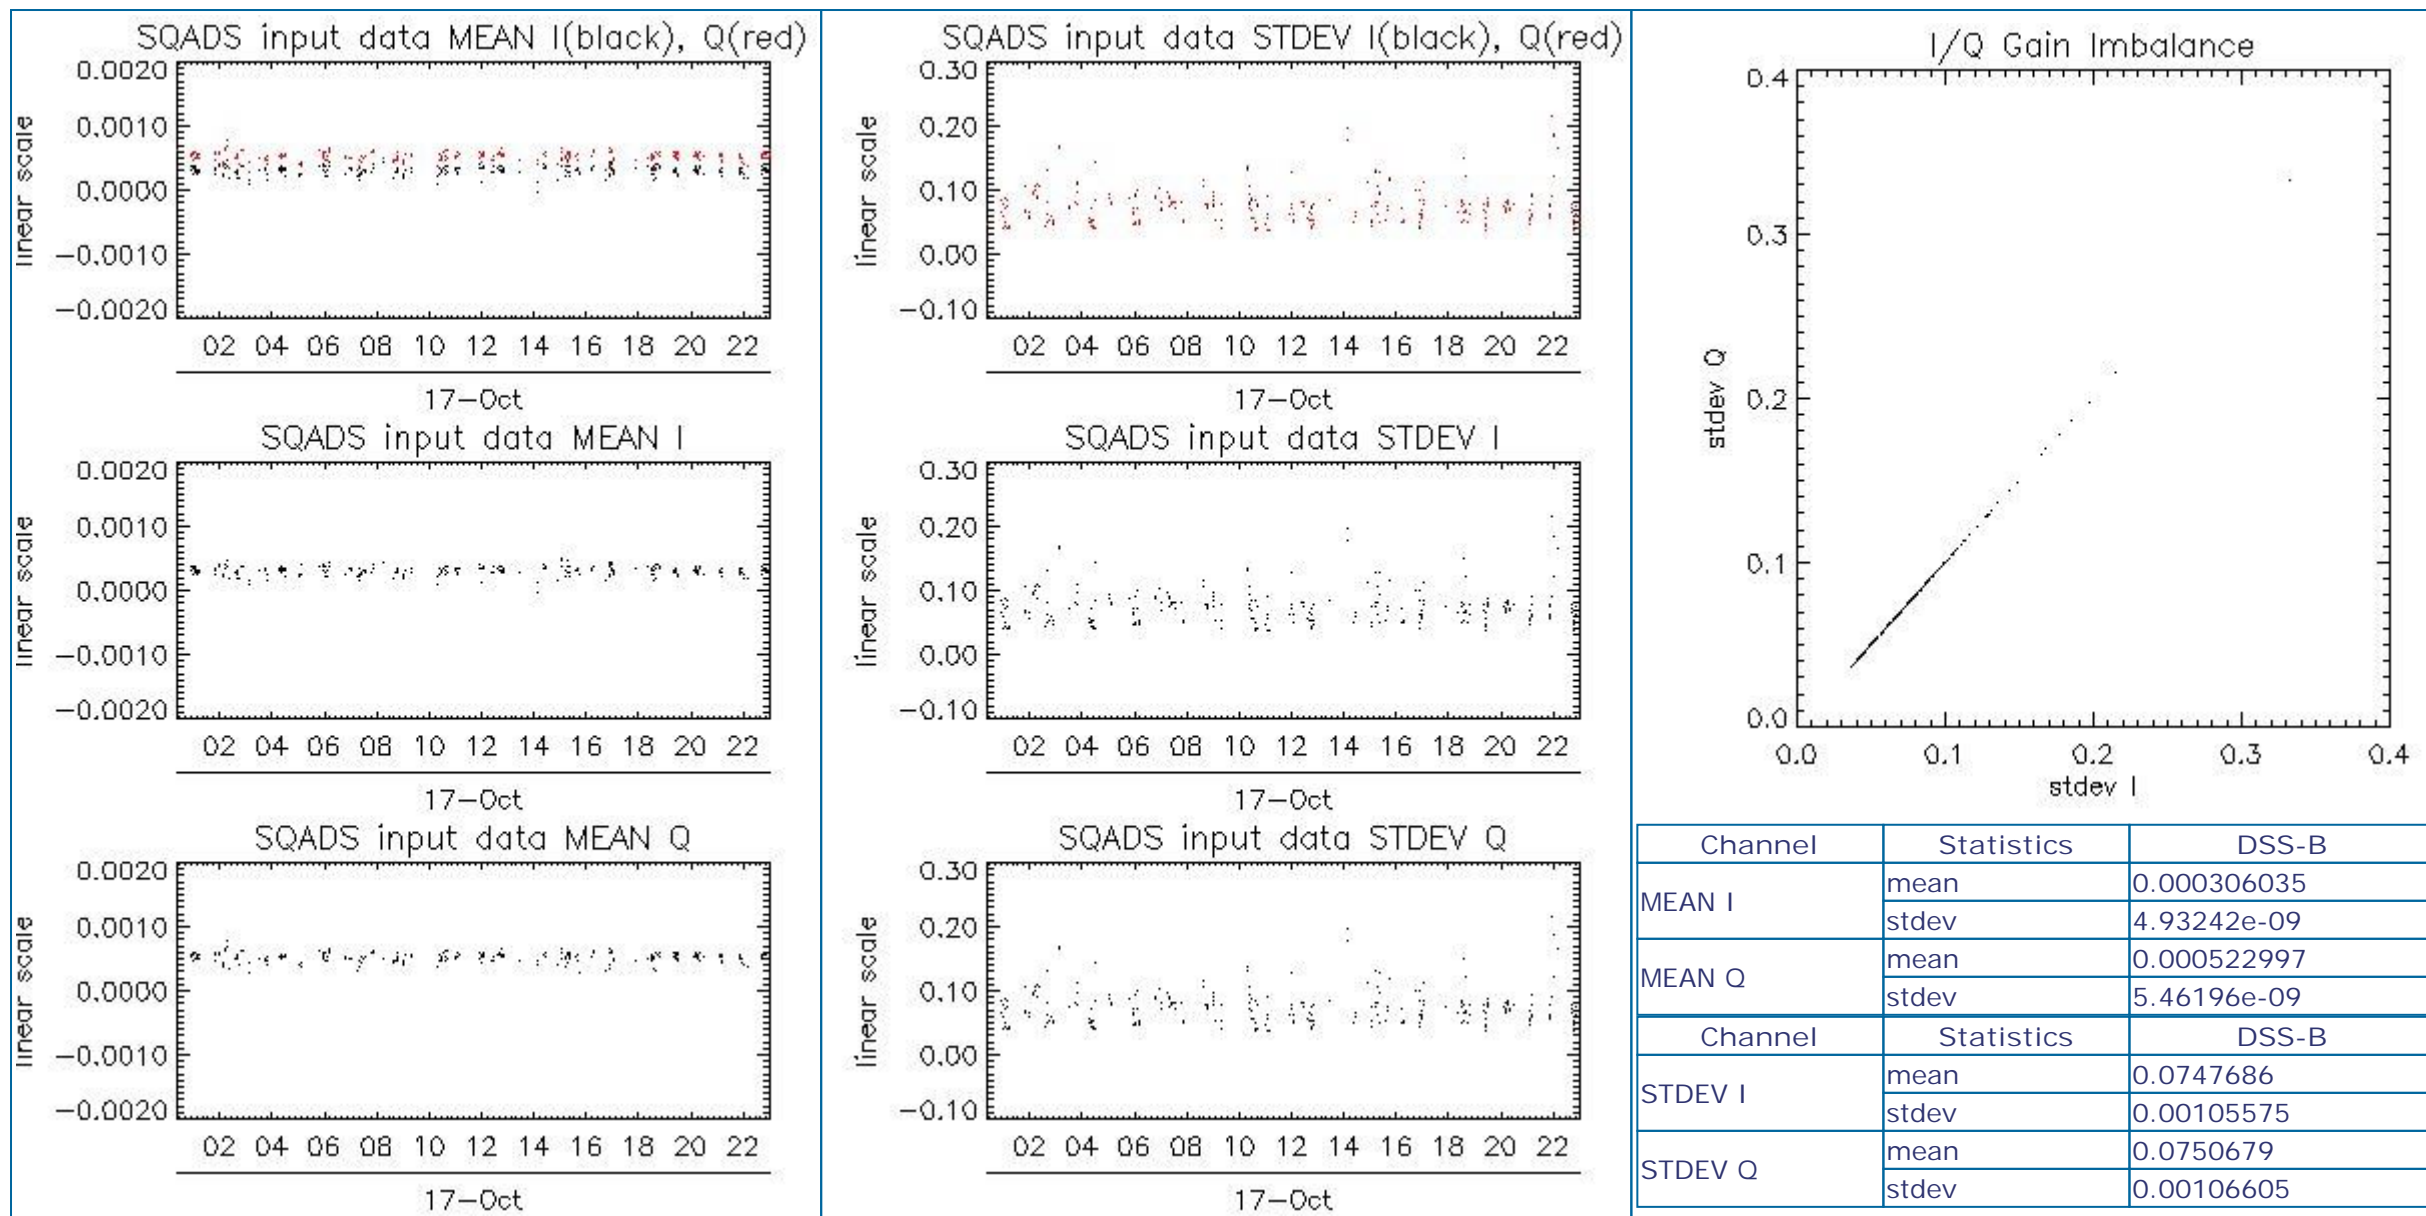 SQADS input data MEAN I(black), Q(red)
linear scale
0.0020
0.0010
0.0000
−0.0010
−0.0020
02 04 06 08 10 12 14 16 18 20 22
17−Oct
SQADS input data MEAN I
linear scale
0.0020
0.0010
0.0000
−0.0010
−0.0020
02 04 06 08 10 12 14 16 18 20 22
17−Oct
SQADS input data MEAN Q
linear scale
0.0020
0.0010
0.0000
−0.0010
−0.0020
02 04 06 08 10 12 14 16 18 20 22
17−Oct
SQADS input data STDEV I(black), Q(red)
linear scale
0.30
0.20
0.10
0.00
−0.10
02 04 06 08 10 12 14 16 18 20 22
17−Oct
SQADS input data STDEV I
linear scale
0.30
0.20
0.10
0.00
−0.10
02 04 06 08 10 12 14 16 18 20 22
17−Oct
SQADS input data STDEV Q
linear scale
0.30
0.20
0.10
0.00
−0.10
02 04 06 08 10 12 14 16 18 20 22
17−Oct
I/Q Gain Imbalance
stdev Q
0.4
0.3
0.2
0.1
0.0
0.0 0.1 0.2 0.3 0.4
stdev I
Channel Statistics DSS-B
MEAN I mean 0.000306035
stdev 4.93242e-09
MEAN Q mean 0.000522997
stdev 5.46196e-09
Channel Statistics DSS-B
STDEV I mean 0.0747686
stdev 0.00105575
STDEV Q mean 0.0750679
stdev 0.00106605